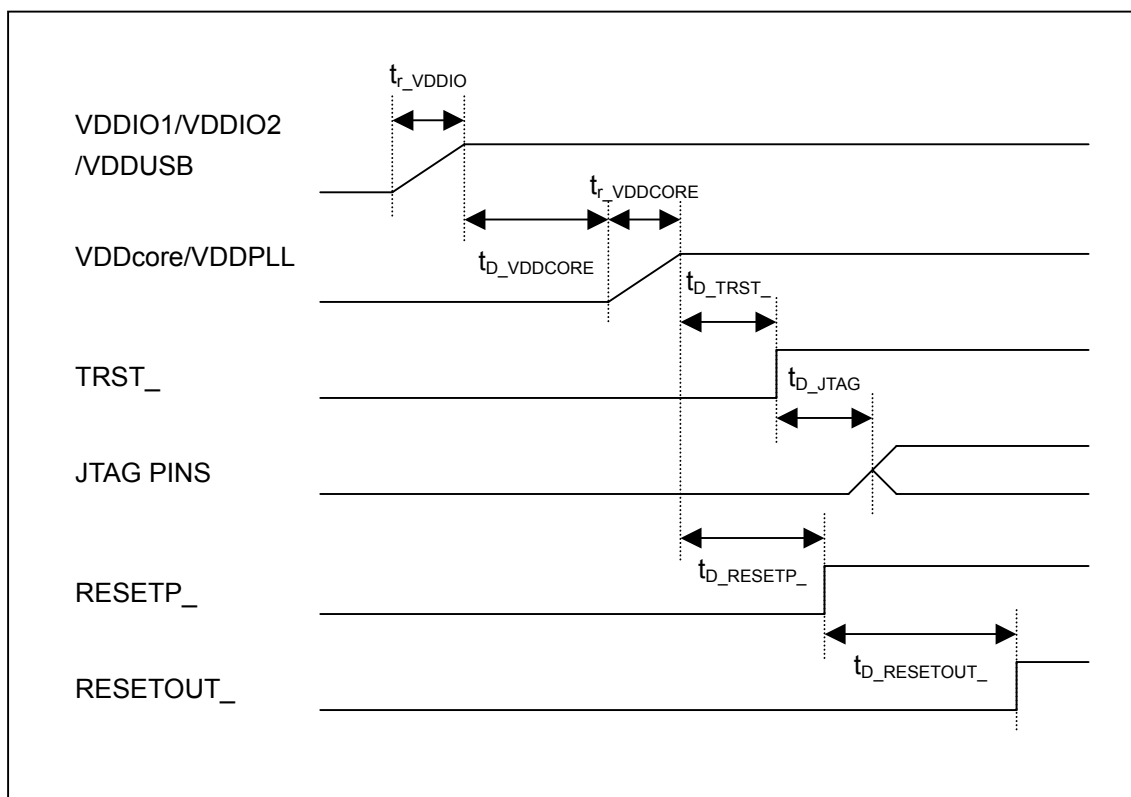 tr_VDDIO
VDDIO1/VDDIO2
/VDDUSB
tr_VDDCORE
VDDcore/VDDPLL
tD_VDDCORE
tD_TRST_
TRST_
tD_JTAG
JTAG PINS
tD_RESETP_
RESETP_
tD_RESETOUT_
RESETOUT_